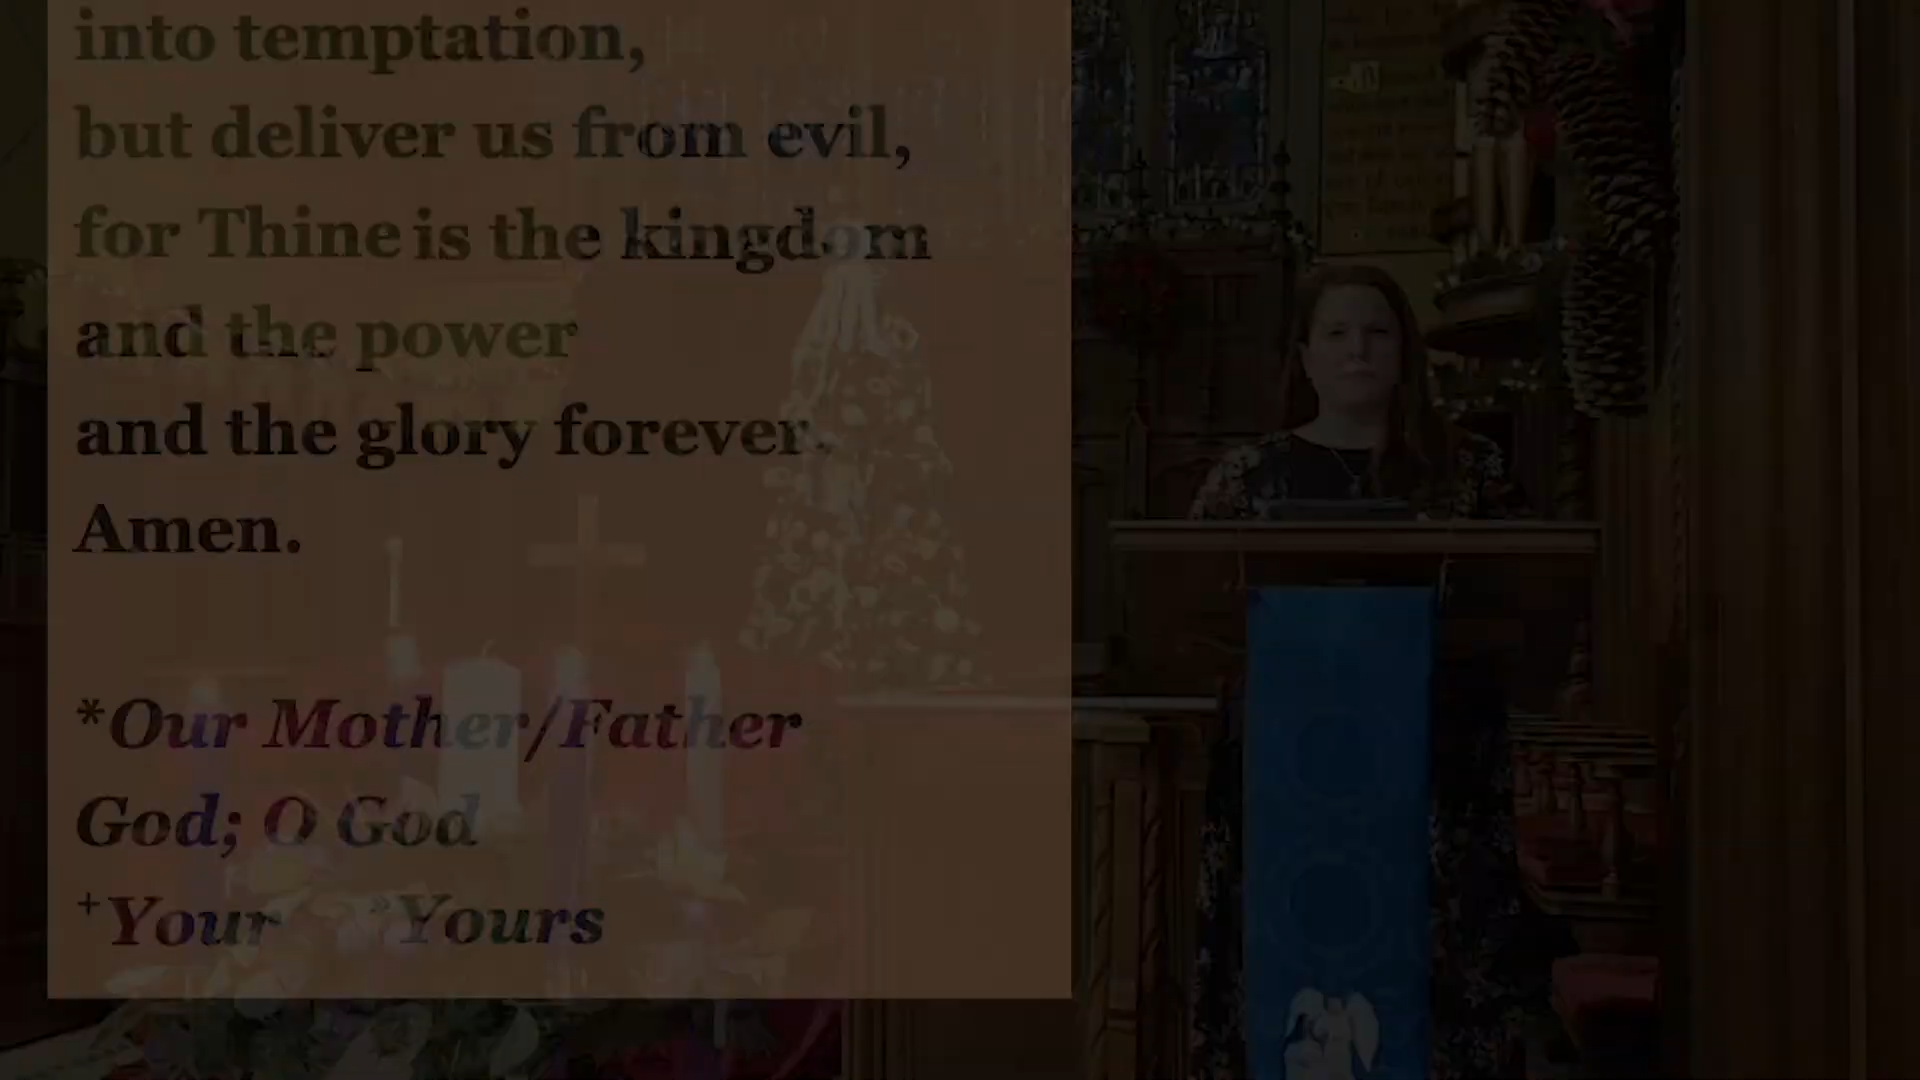 into temptation,
but deliver us from evil,
for Thine is the kingdom
and the power
and the glory forever.
Amen.
*Our Mother/Father
God; O God
+Your °Yours